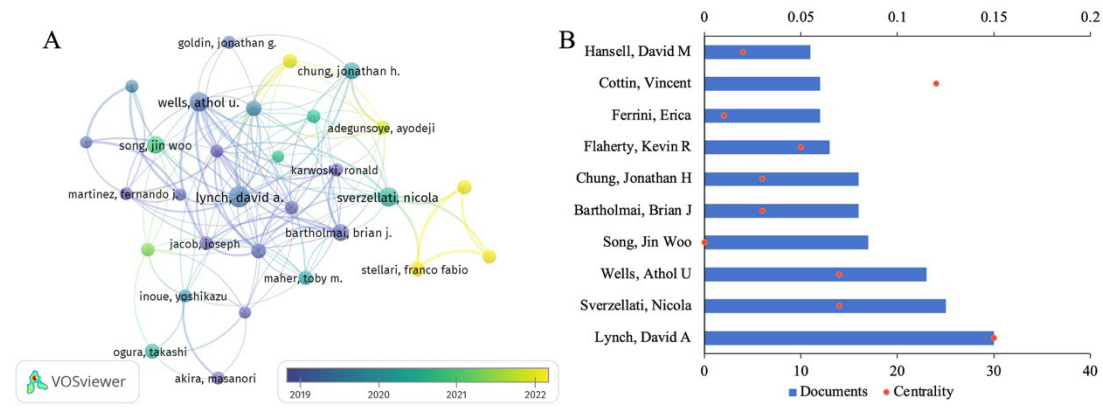 A
goldin, jonathan g.
chung, jonathan h.
wells, athol u.
adegunsoye, ayodeji
song, jin woo
karwoski, ronald
martinez, fernando j.
lynch, david a.
sverzellati, nicola
bartholmai, brian j.
jacob, joseph
stellari, franco fabio
maher, toby m.
inoue, yoshikazu
ogura, takashi
akira, masanori
VOSviewer
2019 2020 2021 2022
B
0 0.05 0.1 0.15 0.2
Hansell, David M
Cottin, Vincent
Ferrini, Erica
Flaherty, Kevin R
Chung, Jonathan H
Bartholmai, Brian J
Song, Jin Woo
Wells, Athol U
Sverzellati, Nicola
Lynch, David A
0 10 20 30 40
Documents Centrality